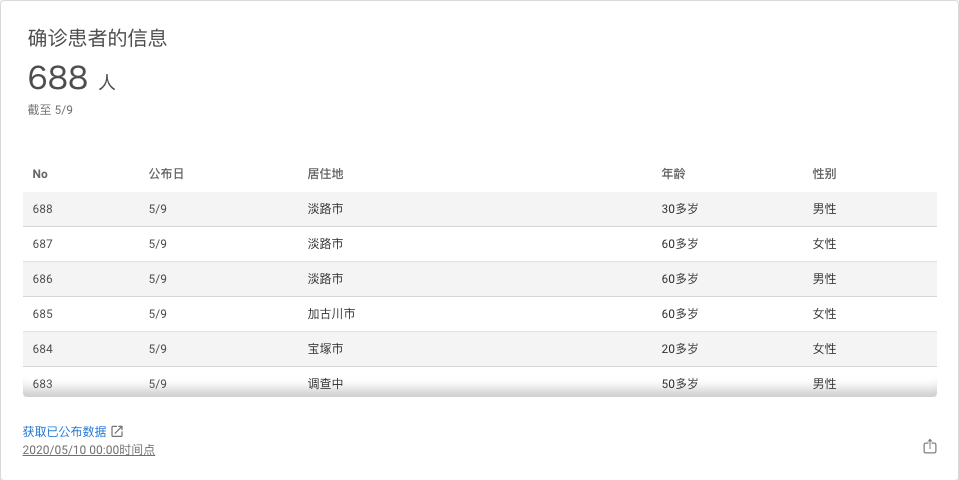 确诊患者的信息
688 人
截至 5/9
No 公布日 居住地 年龄 性别
688 5/9 淡路市 30多岁 男性
687 5/9 淡路市 60多岁 女性
686 5/9 淡路市 60多岁 男性
685 5/9 加古川市 60多岁 女性
684 5/9 宝塚市 20多岁 女性
683 5/9 调查中 50多岁 男性
获取已公布数据
2020/05/10 00:00时间点